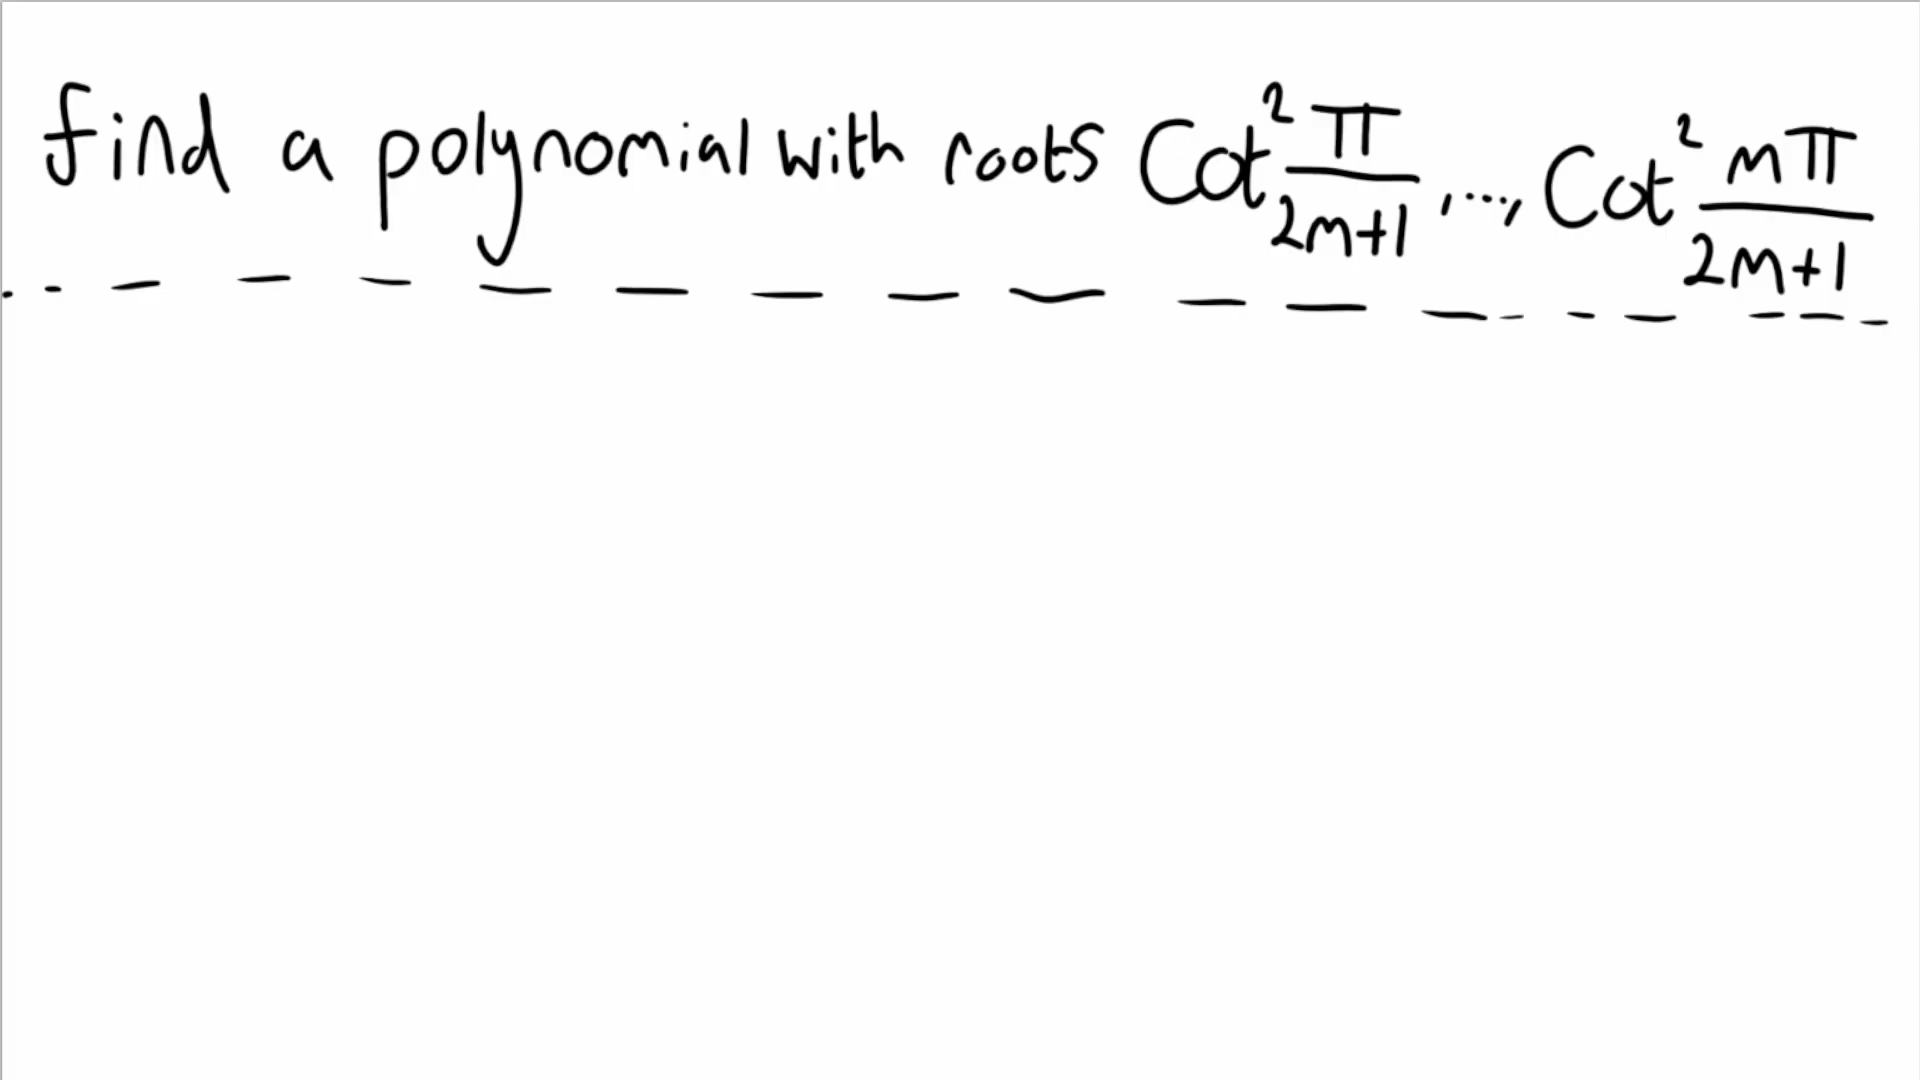 find a polynomial with roots Cot² π/(2m+1), ..., Cot² mπ/(2m+1)